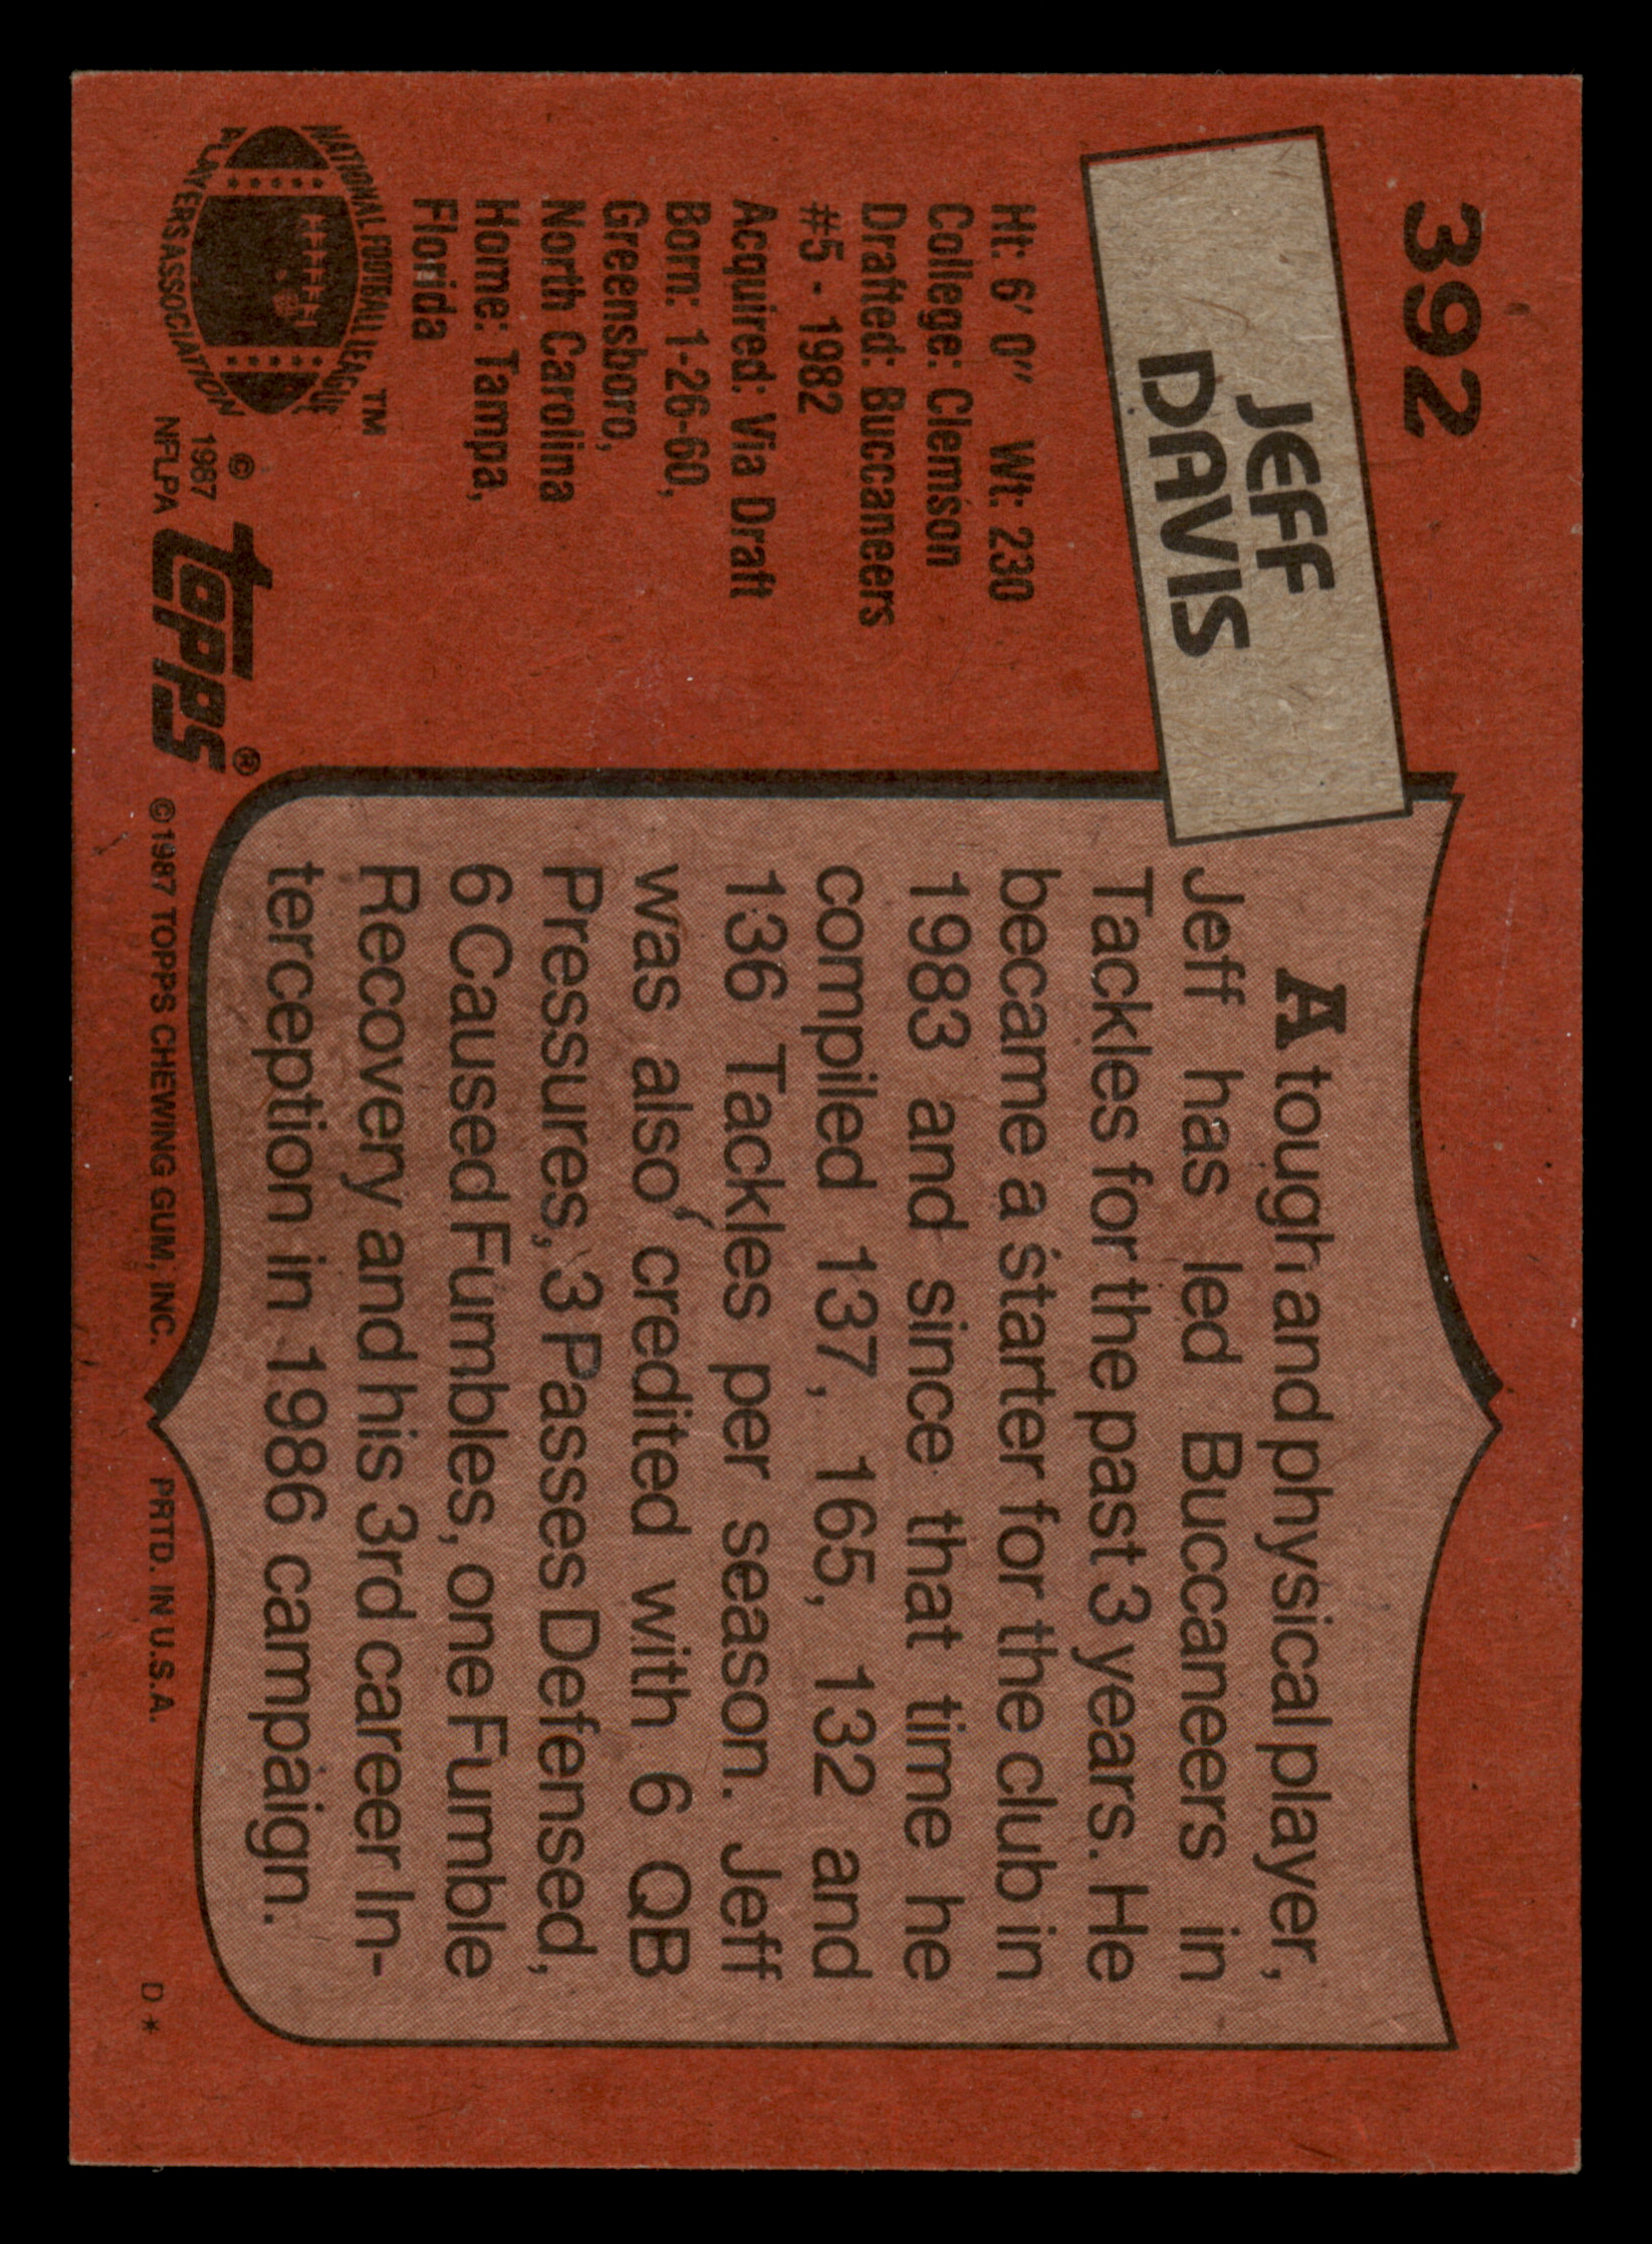 392
JEFF
DAVIS
Ht: 6' 0" Wt: 230
College: Clemson
Drafted: Buccaneers
#5 - 1982
Acquired: Via Draft
Born: 1-26-60,
Greensboro,
North Carolina
Home: Tampa,
Florida
NATIONAL FOOTBALL LEAGUE
PLAYERS ASSOCIATION
TM
©
1987
NFLPA
topps®
A tough and physical player,
Jeff has led Buccaneers in
Tackles for the past 3 years. He
became a starter for the club in
1983 and since that time he
compiled 137, 165, 132 and
136 Tackles per season. Jeff
was also credited with 6 QB
Pressures, 3 Passes Defensed,
6 Caused Fumbles, one Fumble
Recovery and his 3rd career In-
terception in 1986 campaign.
©1987 TOPPS CHEWING GUM, INC. PRTD. IN U.S.A.
D*